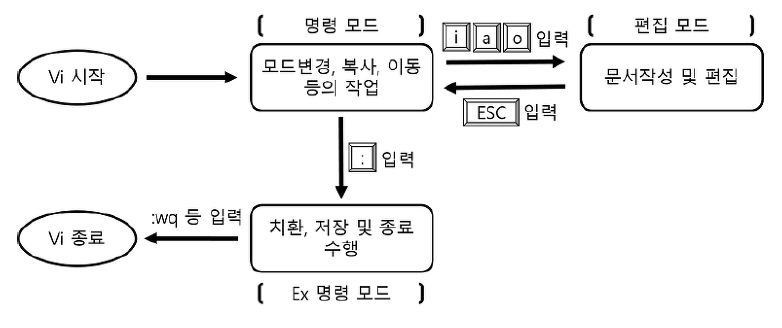 [ 명령 모드 ]
[ 편집 모드 ]
i a o 입력
Vi 시작
모드변경, 복사, 이동
등의 작업
문서작성 및 편집
ESC 입력
: 입력
:wq 등 입력
Vi 종료
치환, 저장 및 종료
수행
[ Ex 명령 모드 ]